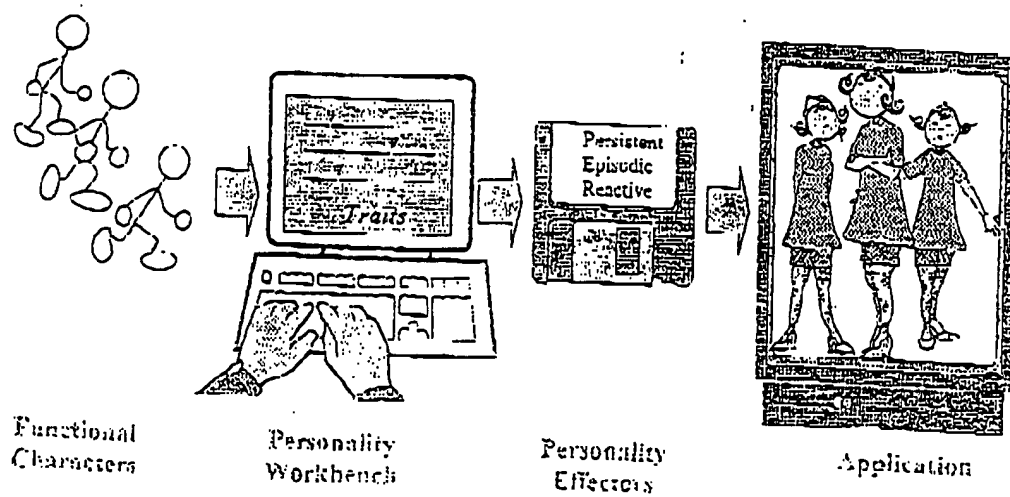 Traits
Persistent
Episodic
Reactive
Functional
Characters
Personality
Workbench
Personality
Effectors
Application